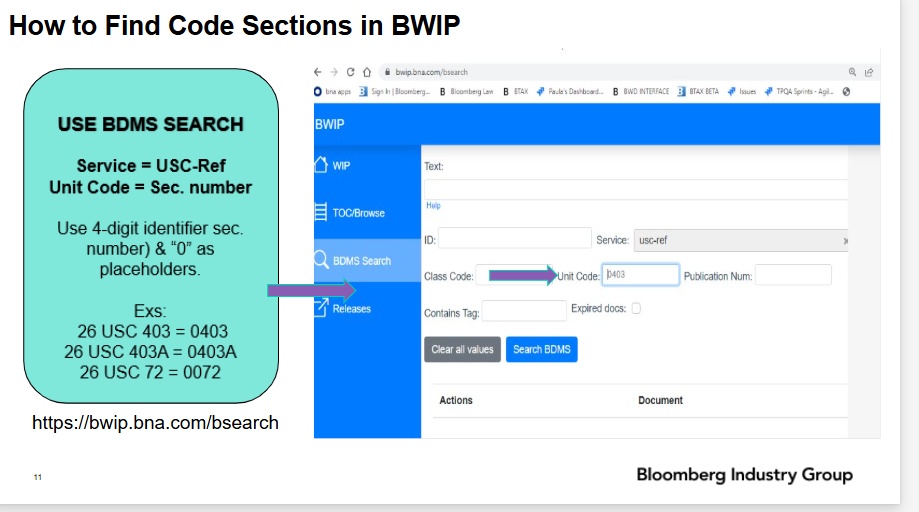 How to Find Code Sections in BWIP
USE BDMS SEARCH
Service = USC-Ref
Unit Code = Sec. number
Use 4-digit identifier sec.
number) & “0” as
placeholders.
Exs:
26 USC 403 = 0403
26 USC 403A = 0403A
26 USC 72 = 0072
https://bwip.bna.com/bsearch
bwip.bna.com/bsearch
bna apps Sign In | Bloomberg... Bloomberg Law BTAX Paula's Dashboard... BWD INTERFACE BTAX BETA Issues TPQA Sprints - Agil...
BWIP
WIP
TOC/Browse
BDMS Search
Releases
Text:
Help
ID: Service: usc-ref x
Class Code: Unit Code: 0403 Publication Num:
Contains Tag: Expired docs:
Clear all values Search BDMS
Actions Document
11
Bloomberg Industry Group